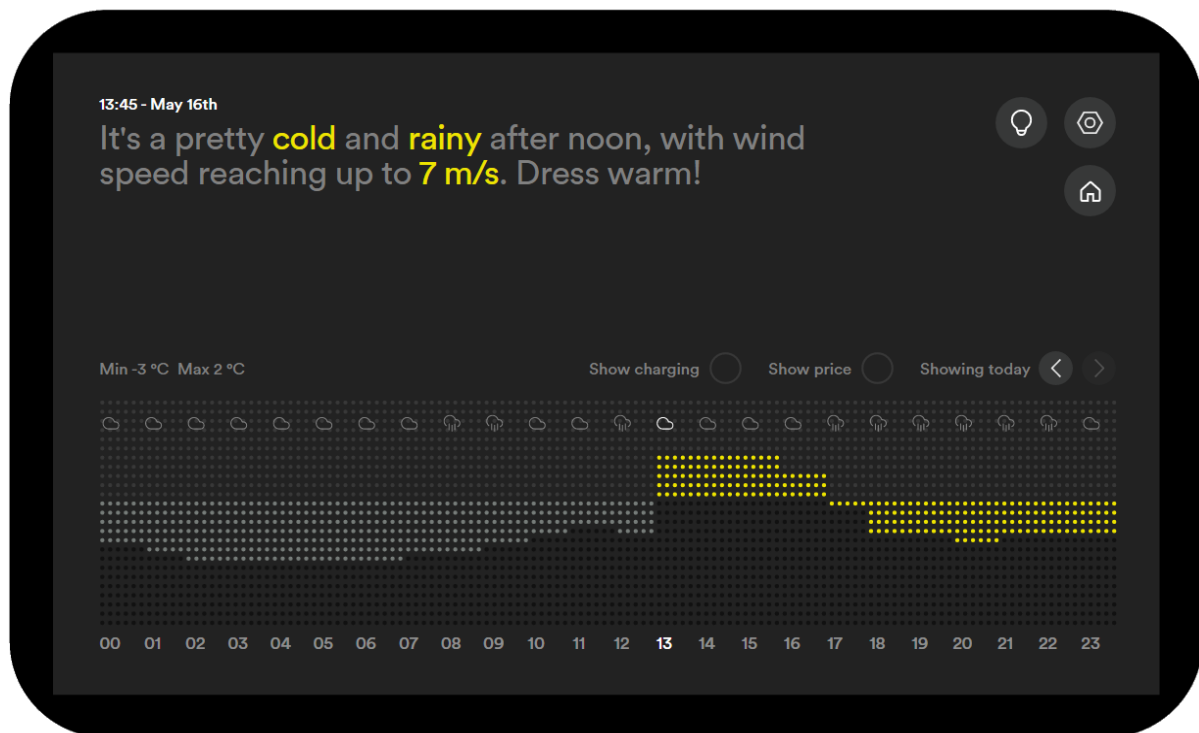 13:45 - May 16th
It's a pretty cold and rainy after noon, with wind
speed reaching up to 7 m/s. Dress warm!
Min -3 °C Max 2 °C Show charging Show price Showing today
00 01 02 03 04 05 06 07 08 09 10 11 12 13 14 15 16 17 18 19 20 21 22 23